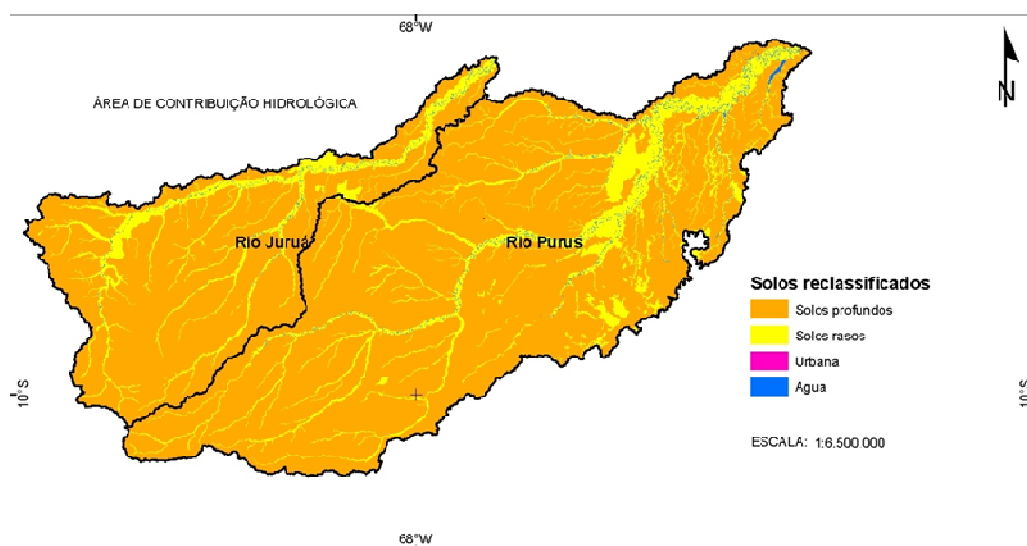 68°W
ÁREA DE CONTRIBUIÇÃO HIDROLÓGICA
N
Rio Juruá
Rio Purus
Solos reclassificados
Solos profundos
Solos rasos
Urbana
Água
10°S
10°S
ESCALA: 1:6.500.000
68°W